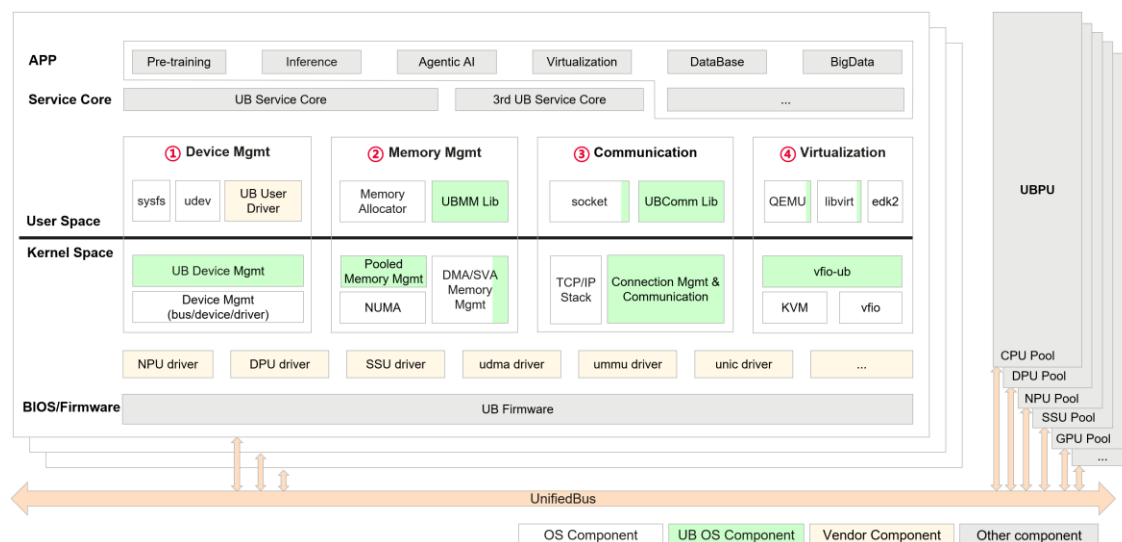 APP
Pre-training
Inference
Agentic AI
Virtualization
DataBase
BigData
Service Core
UB Service Core
3rd UB Service Core
...
① Device Mgmt
② Memory Mgmt
③ Communication
④ Virtualization
sysfs
udev
UB User
Driver
Memory
Allocator
UBMM Lib
socket
UBComm Lib
QEMU
libvirt
edk2
User Space
Kernel Space
UB Device Mgmt
Device Mgmt
(bus/device/driver)
Pooled
Memory Mgmt
NUMA
DMA/SVA
Memory
Mgmt
TCP/IP
Stack
Connection Mgmt &
Communication
vfio-ub
KVM
vfio
NPU driver
DPU driver
SSU driver
udma driver
ummu driver
unic driver
...
BIOS/Firmware
UB Firmware
UBPU
CPU Pool
DPU Pool
NPU Pool
SSU Pool
GPU Pool
...
UnifiedBus
OS Component
UB OS Component
Vendor Component
Other component